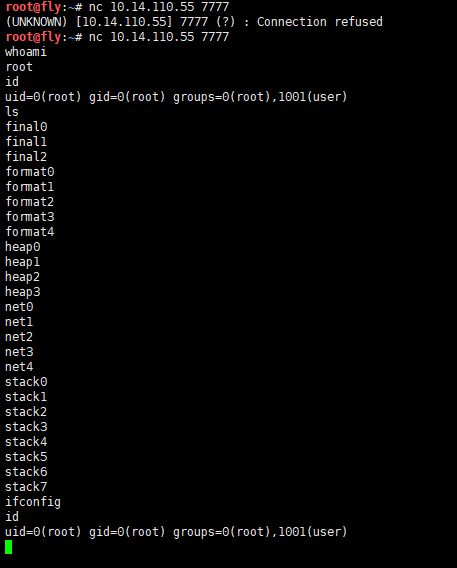 root@fly:~# nc 10.14.110.55 7777
(UNKNOWN) [10.14.110.55] 7777 (?) : Connection refused
root@fly:~# nc 10.14.110.55 7777
whoami
root
id
uid=0(root) gid=0(root) groups=0(root),1001(user)
ls
final0
final1
final2
format0
format1
format2
format3
format4
heap0
heap1
heap2
heap3
net0
net1
net2
net3
net4
stack0
stack1
stack2
stack3
stack4
stack5
stack6
stack7
ifconfig
id
uid=0(root) gid=0(root) groups=0(root),1001(user)